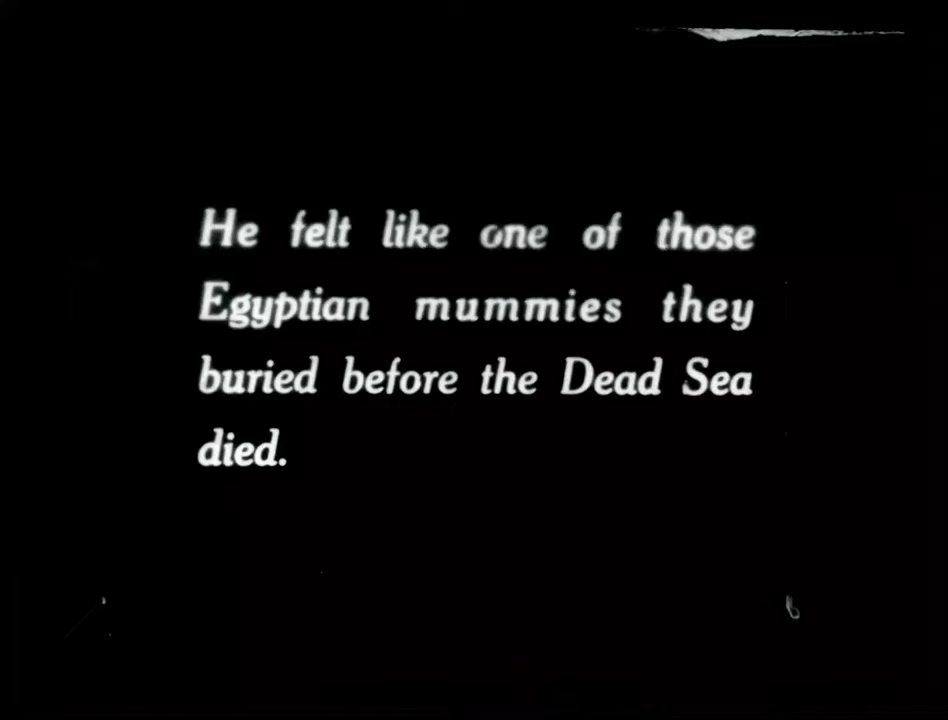 He felt like one of those
Egyptian mummies they
buried before the Dead Sea
died.